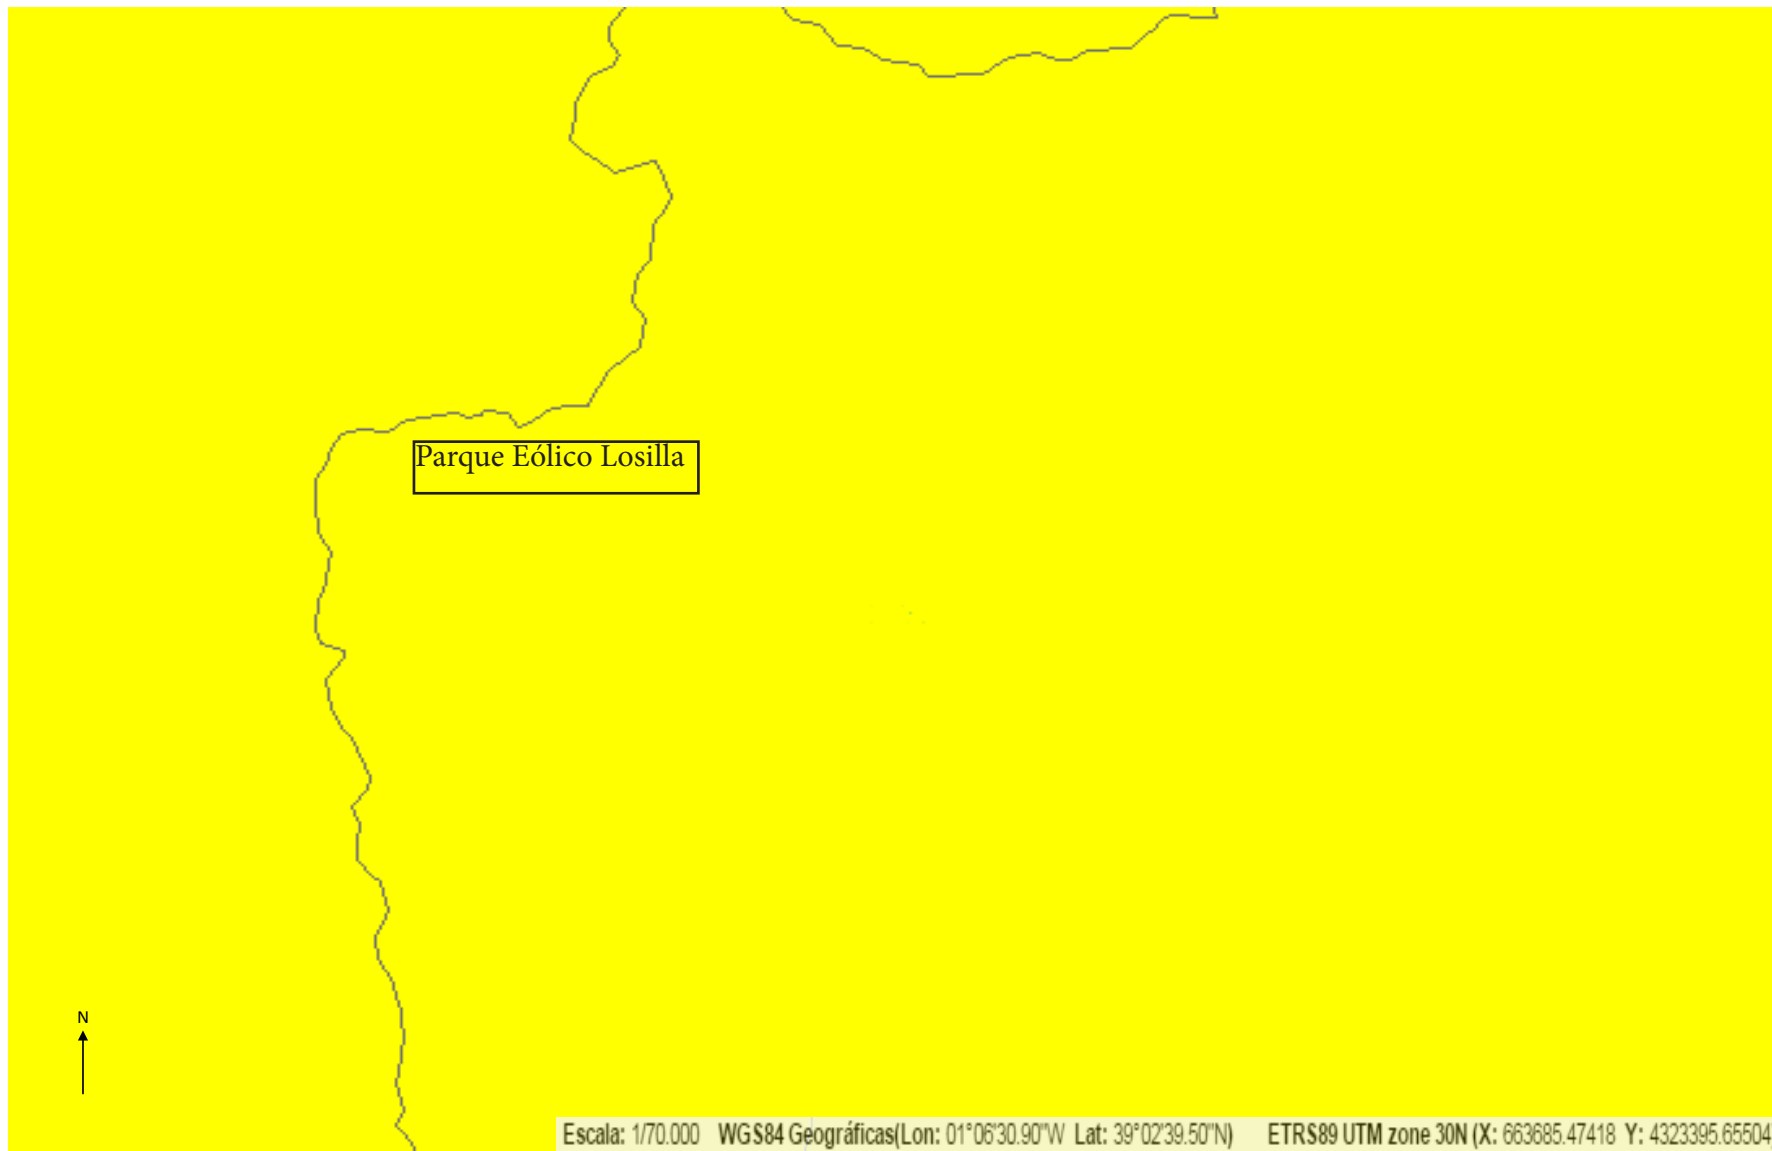 Parque Eólico Losilla
N
Escala: 1/70.000 WGS84 Geográficas(Lon: 01°06'30.90"W Lat: 39°02'39.50"N) ETRS89 UTM zone 30N (X: 663685.47418 Y: 4323395.65504